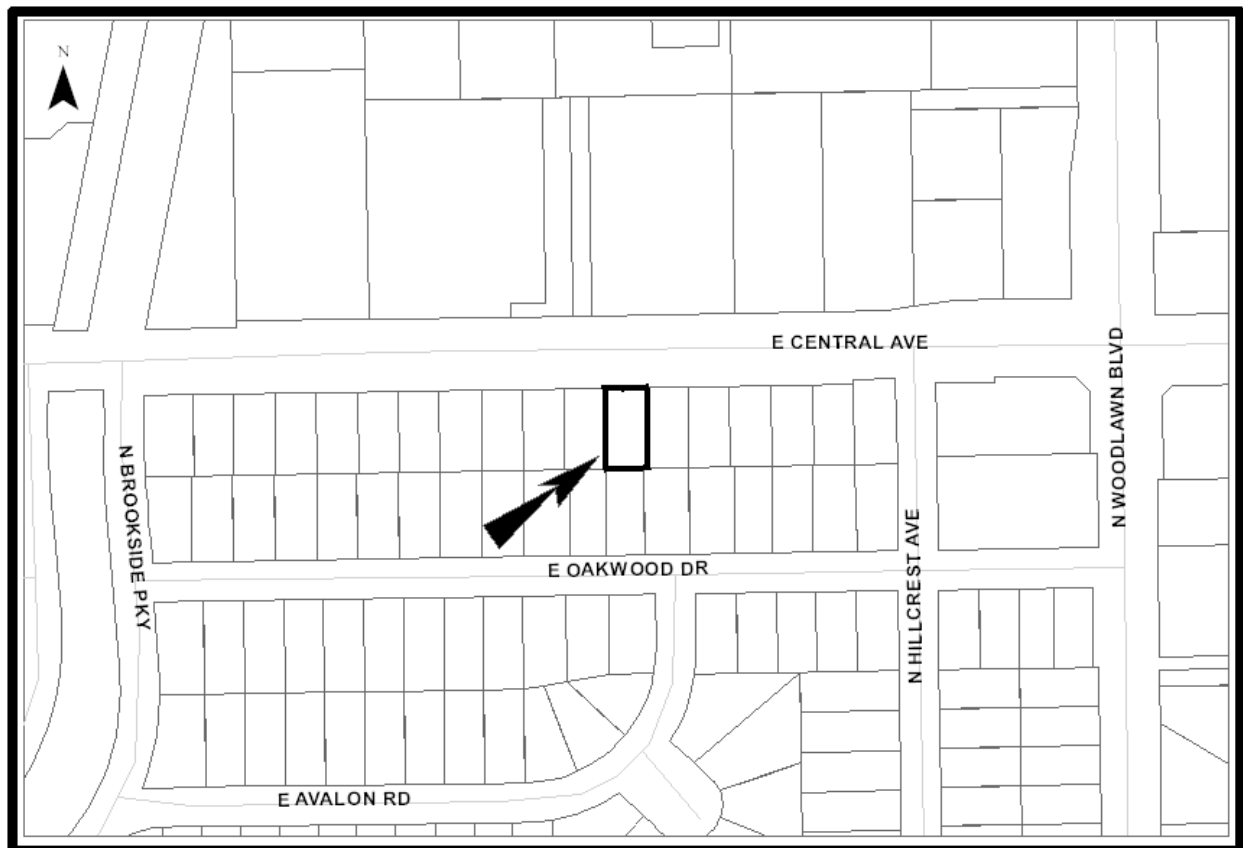 N
E CENTRAL AVE
N WOODLAWN BLVD
N BROOKSIDE PKY
N HILLCREST AVE
E OAKWOOD DR
E AVALON RD